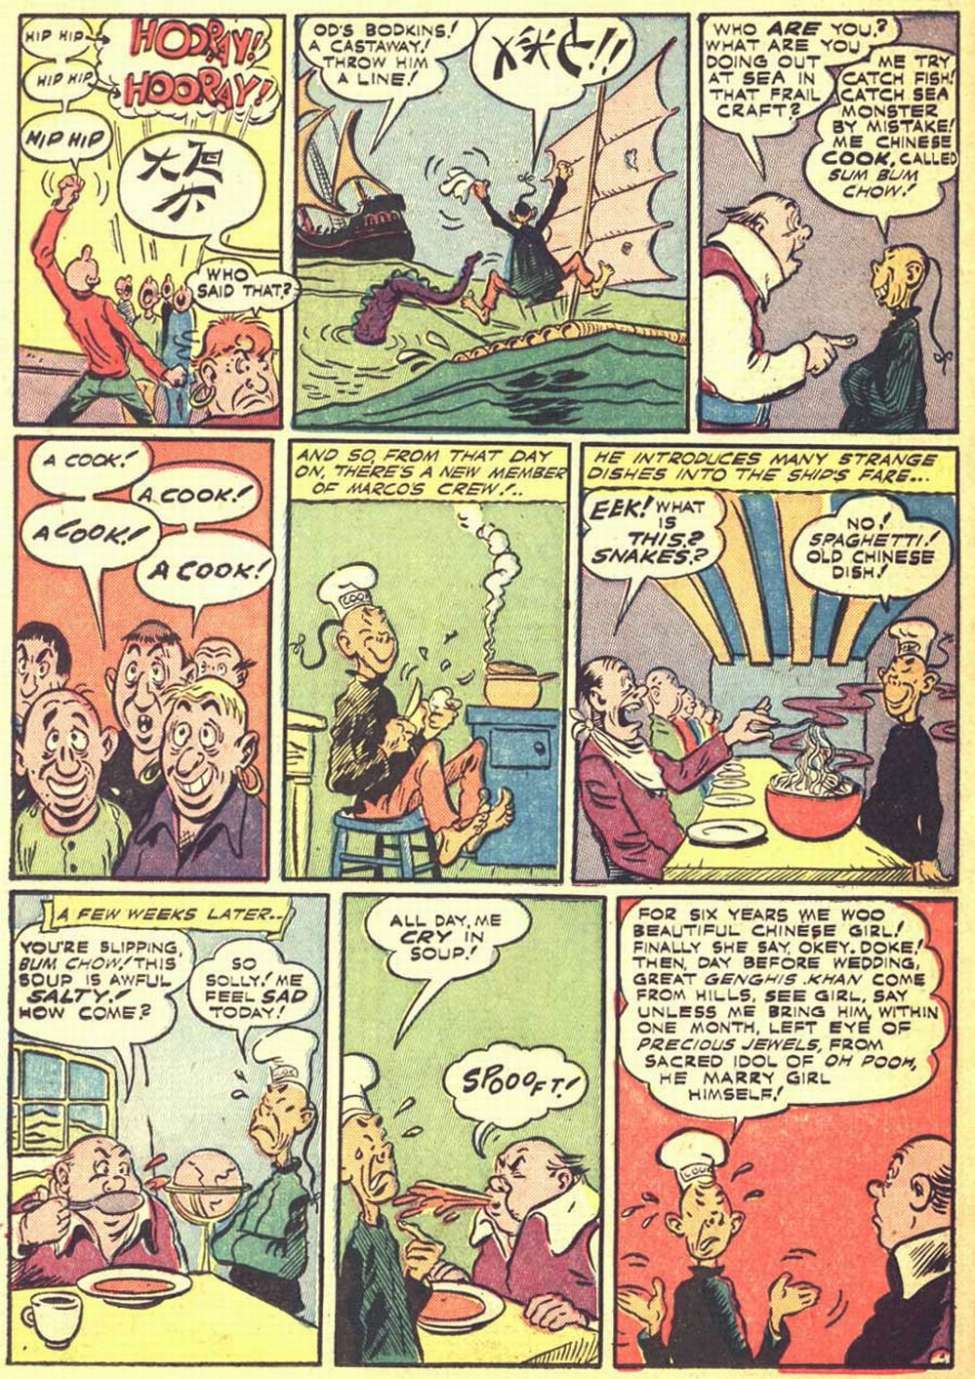 HIP HIP
HOORAY!
HIP HIP
HOORAY!
HIP HIP
WHO
SAID THAT?
OD'S BODKINS!
A CASTAWAY!
THROW HIM
A LINE!
WHO ARE YOU?
WHAT ARE YOU
DOING OUT
AT SEA IN
THAT FRAIL
CRAFT?
ME TRY
CATCH FISH!
CATCH SEA
MONSTER
BY MISTAKE!
ME CHINESE
COOK, CALLED
SUM BUM
CHOW!
A COOK!
A COOK!
A COOK!
A COOK!
AND SO, FROM THAT DAY
ON, THERE'S A NEW MEMBER
OF MARCO'S CREW!..
COOK
HE INTRODUCES MANY STRANGE
DISHES INTO THE SHIP'S FARE...
EEK! WHAT
IS
THIS?
SNAKES?
NO!
SPAGHETTI!
OLD CHINESE
DISH!
A FEW WEEKS LATER..
YOU'RE SLIPPING,
BUM CHOW! THIS
SOUP IS AWFUL
SALTY!
HOW COME?
SO
SOLLY! ME
FEEL SAD
TODAY!
ALL DAY, ME
CRY IN
SOUP!
SPOOOFT!
FOR SIX YEARS ME WOO
BEAUTIFUL CHINESE GIRL!
FINALLY SHE SAY, OKEY, DOKE!
THEN, DAY BEFORE WEDDING,
GREAT GENGHIS KHAN COME
FROM HILLS, SEE GIRL, SAY
UNLESS ME BRING HIM, WITHIN
ONE MONTH, LEFT EYE OF
PRECIOUS JEWELS, FROM
SACRED IDOL OF OH POOH,
HE MARRY GIRL
HIMSELF!
COOK